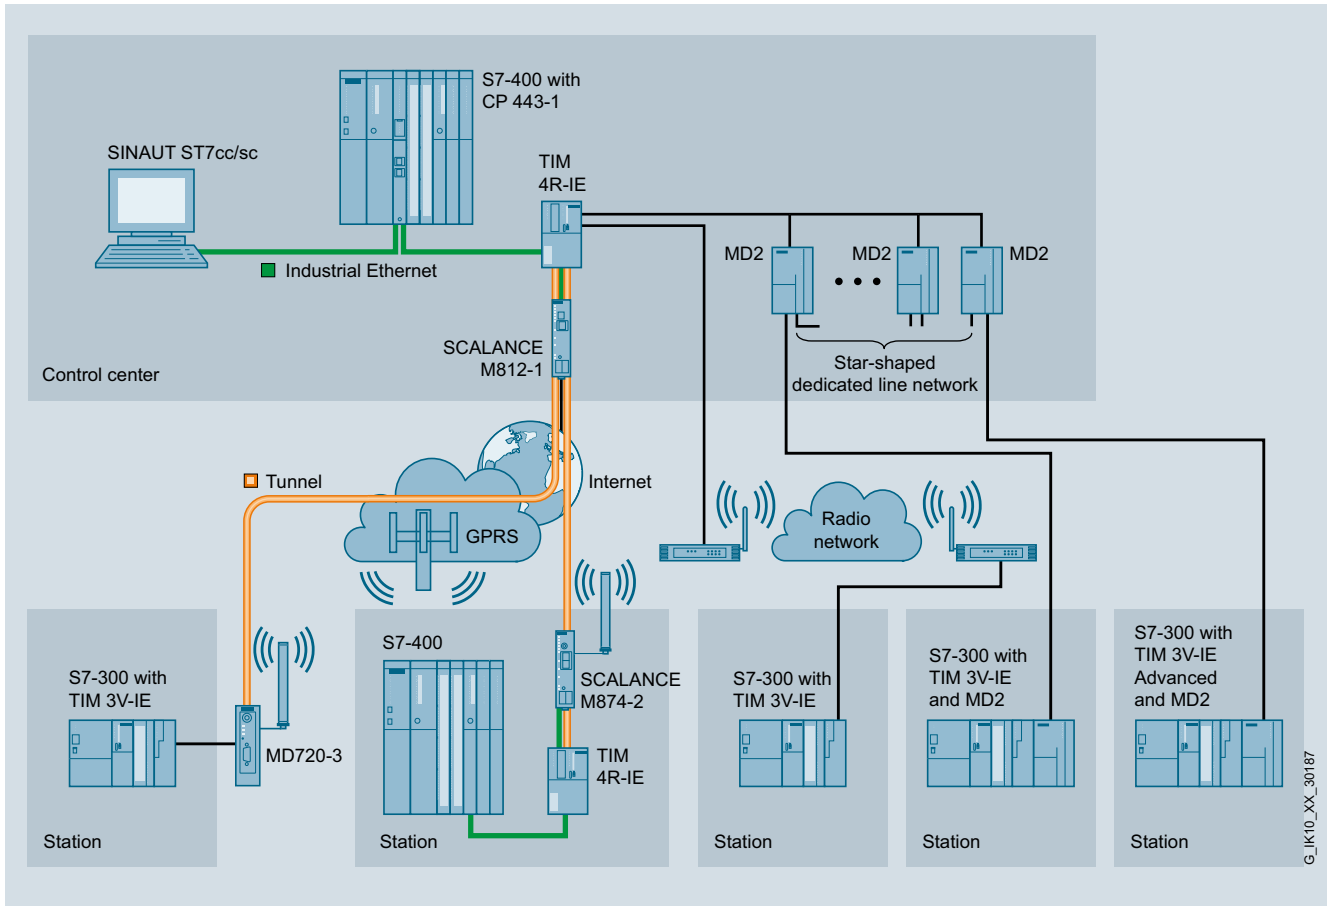 S7-400 with
CP 443-1
SINAUT ST7cc/sc
TIM
4R-IE
MD2
MD2
MD2
Industrial Ethernet
SCALANCE
M812-1
Star-shaped
dedicated line network
Control center
Tunnel
Internet
GPRS
Radio
network
S7-300 with
TIM 3V-IE
MD720-3
Station
S7-400
SCALANCE
M874-2
TIM
4R-IE
Station
S7-300 with
TIM 3V-IE
Station
S7-300 with
TIM 3V-IE
and MD2
Station
S7-300 with
TIM 3V-IE
Advanced
and MD2
Station
G_IK10_XX_30187